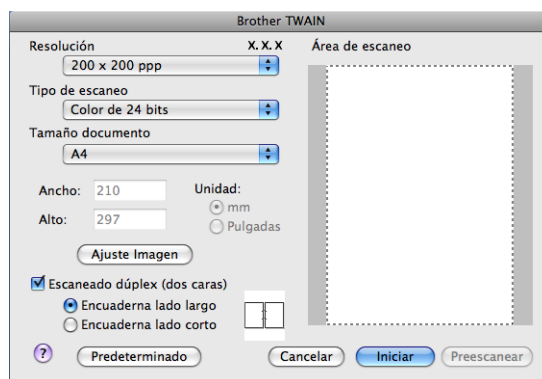 Brother TWAIN
Resolución
X. X. X
Área de escaneo
200 x 200 ppp
Tipo de escaneo
Color de 24 bits
Tamaño documento
A4
Ancho: 210
Unidad:
mm
Alto: 297
Pulgadas
Ajuste Imagen
Escaneado dúplex (dos caras)
Encuaderna lado largo
Encuaderna lado corto
? Predeterminado Cancelar Iniciar Preescanear